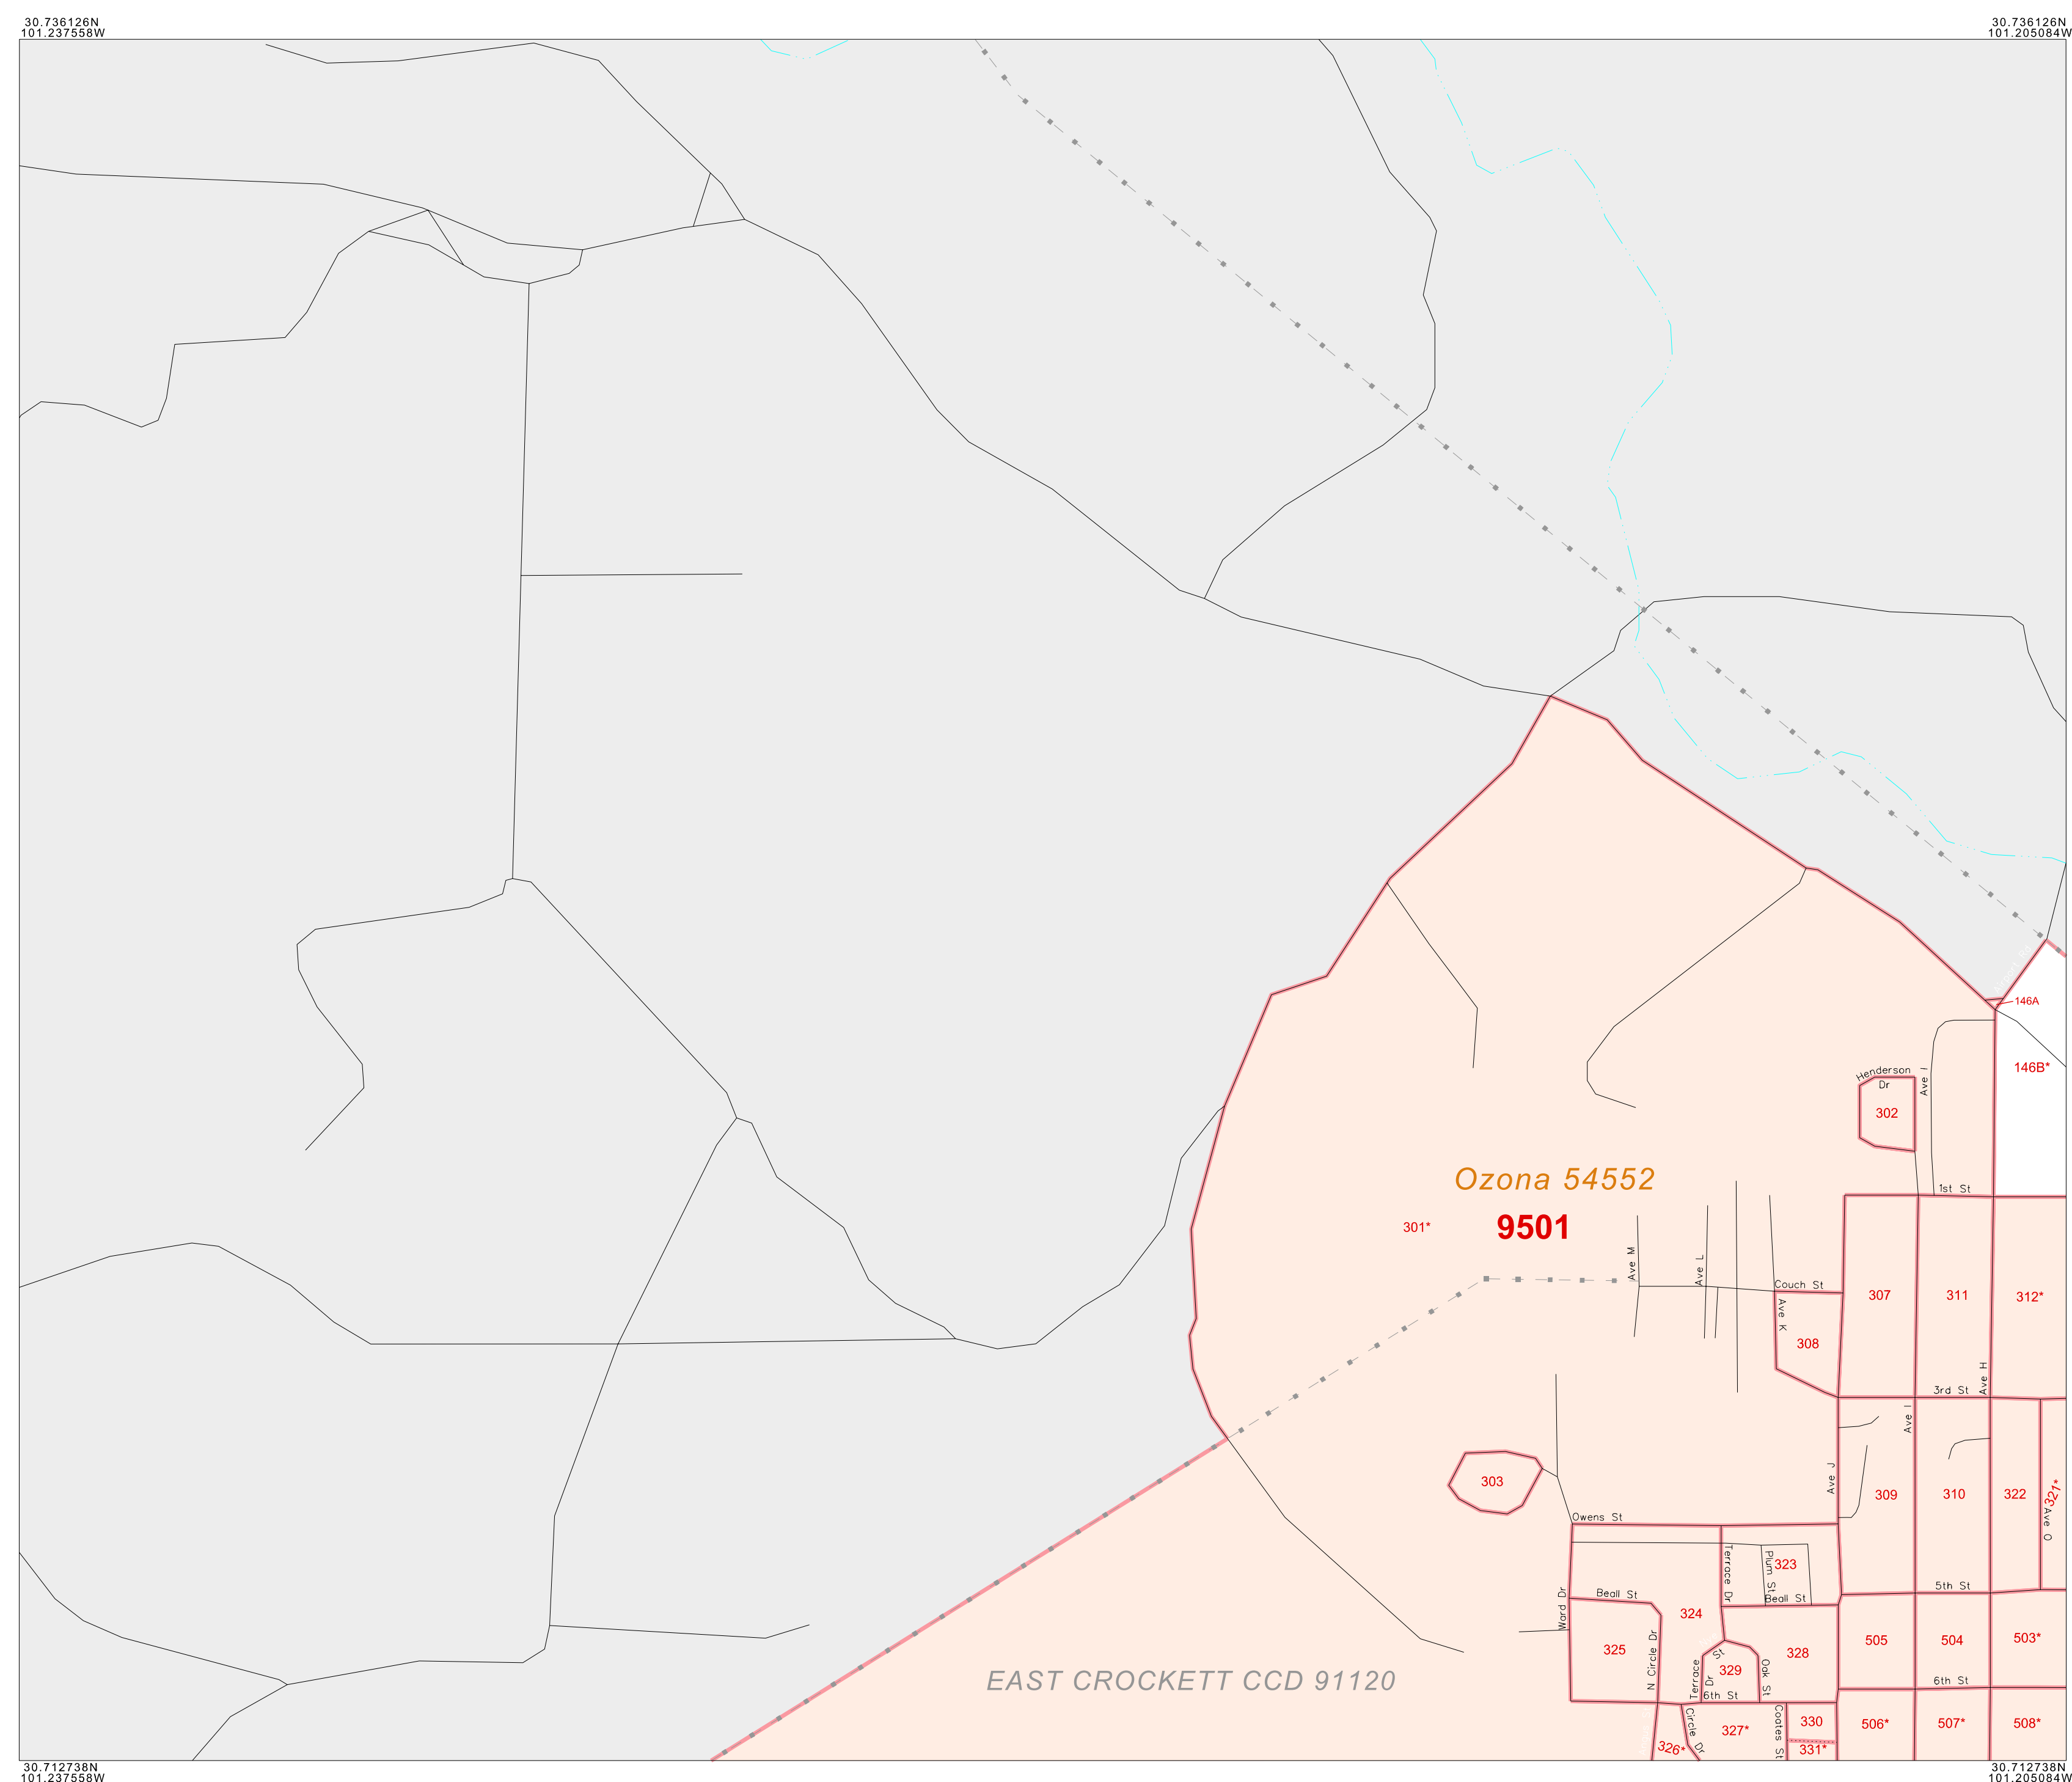 30.736126N
101.237558W
30.736126N
101.205084W
146A
146B*
Henderson
Dr
Ave I
302
Ozona 54552
9501
301*
1st St
Ave M
Ave L
Couch St
Ave K
307
311
312*
308
Ave H
3rd St
Ave I
Ave J
303
309
310
322
321*
Ave O
Owens St
Terrace Dr
Plum St
323
5th St
Ward Dr
Beall St
Beall St
324
325
N Circle Dr
328
505
504
503*
St
329
Terrace
Dr
Oak St
EAST CROCKETT CCD 91120
6th St
6th St
Circle Dr
Coates St
326*
327*
330
331*
506*
507*
508*
30.712738N
101.237558W
30.712738N
101.205084W